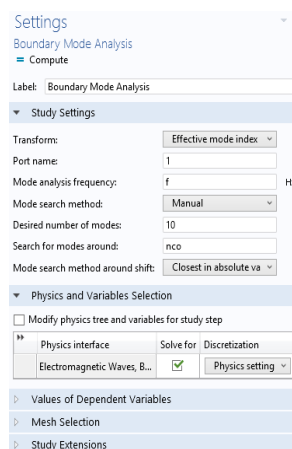 Settings
Boundary Mode Analysis
= Compute
Label: Boundary Mode Analysis
Study Settings
Transform: Effective mode index
Port name: 1
Mode analysis frequency: f H
Mode search method: Manual
Desired number of modes: 10
Search for modes around: nco
Mode search method around shift: Closest in absolute va
Physics and Variables Selection
Modify physics tree and variables for study step
Physics interface Solve for Discretization
Electromagnetic Waves, B... Physics setting
Values of Dependent Variables
Mesh Selection
Study Extensions